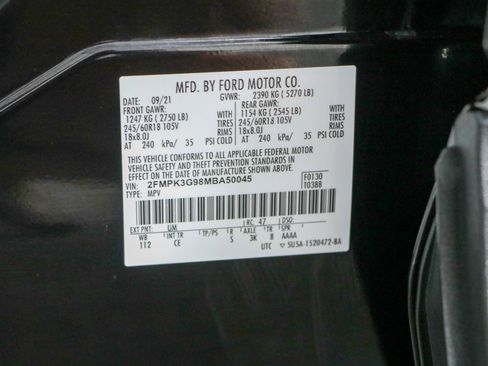 MFD. BY FORD MOTOR CO.
DATE: 09/21 GVWR: 2390 KG ( 5270 LB)
FRONT GAWR: REAR GAWR:
1247 KG ( 2750 LB) WITH 1154 KG ( 2545 LB) WITH
245/60R18 105V TIRES 245/60R18 105V TIRES
18x8.0J RIMS 18x8.0J RIMS
AT 240 kPa/ 35 PSI COLD AT 240 kPa/ 35 PSI COLD
THIS VEHICLE CONFORMS TO ALL APPLICABLE FEDERAL MOTOR
VEHICLE SAFETY AND THEFT PREVENTION STANDARDS IN
EFFECT ON THE DATE OF MANUFACTURE SHOWN ABOVE.
VIN: 2FMPK3G98MBA50045 F0130
TYPE: MPV T0388
EXT PNT: UM RC: 47 DSO:
WB INT TR TP/PS R AXLE TR SPR
112 CE S 3K 8 AAAA
UTC ▽ 5U5A-1520472-BA